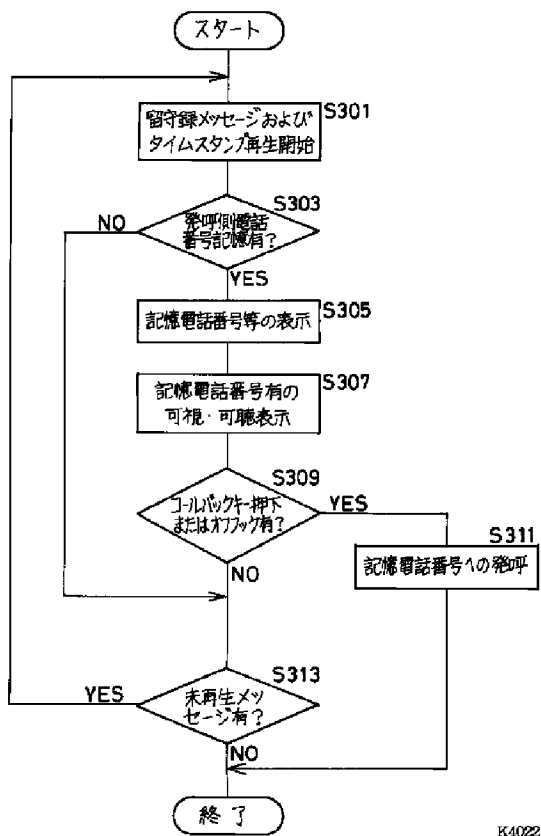 スタート
S301
留守録メッセージおよび
タイムスタンプ再生開始
S303
NO
発呼側電話
番号記憶有?
YES
S305
記憶電話番号等の表示
S307
記憶電話番号有の
可視・可聴表示
S309
コールバックキー押下
またはオフフック有?
YES
NO
S311
記憶電話番号への発呼
S313
YES
未再生メッ
セージ有?
NO
終了
K4022